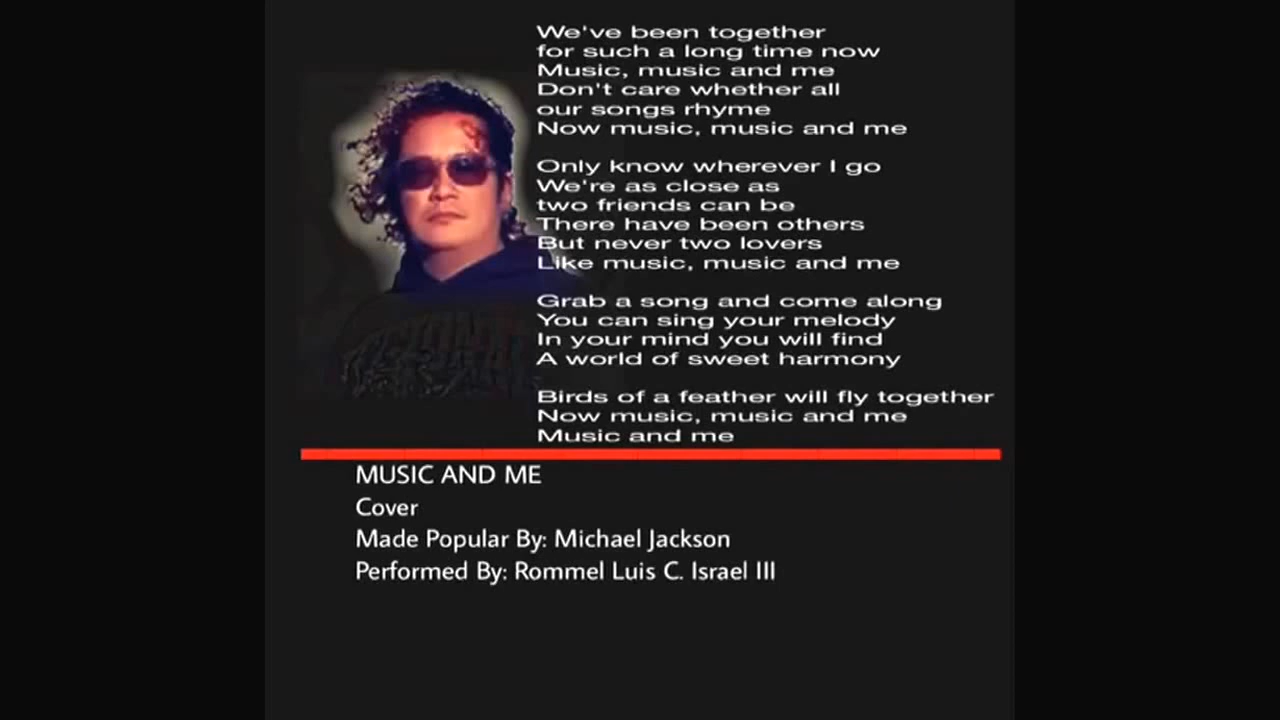 We've been together
for such a long time now
Music, music and me
Don't care whether all
our songs rhyme
Now music, music and me
Only know wherever I go
We're as close as
two friends can be
There have been others
But never two lovers
Like music, music and me
Grab a song and come along
You can sing your melody
In your mind you will find
A world of sweet harmony
Birds of a feather will fly together
Now music, music and me
Music and me
MUSIC AND ME
Cover
Made Popular By: Michael Jackson
Performed By: Rommel Luis C. Israel III